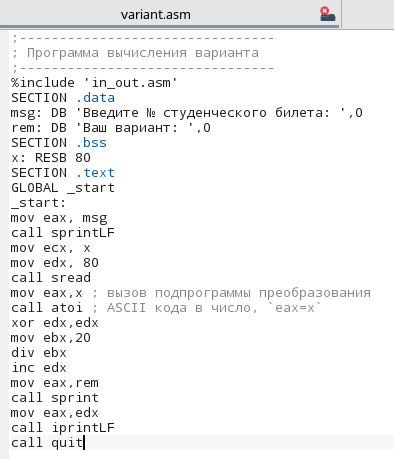 variant.asm
;--------------------------------
; Программа вычисления варианта
;--------------------------------
%include 'in_out.asm'
SECTION .data
msg: DB 'Введите № студенческого билета: ',0
rem: DB 'Ваш вариант: ',0
SECTION .bss
x: RESB 80
SECTION .text
GLOBAL _start
_start:
mov eax, msg
call sprintLF
mov ecx, x
mov edx, 80
call sread
mov eax,x ; вызов подпрограммы преобразования
call atoi ; ASCII кода в число, `eax=x`
xor edx,edx
mov ebx,20
div ebx
inc edx
mov eax,rem
call sprint
mov eax,edx
call iprintLF
call quit